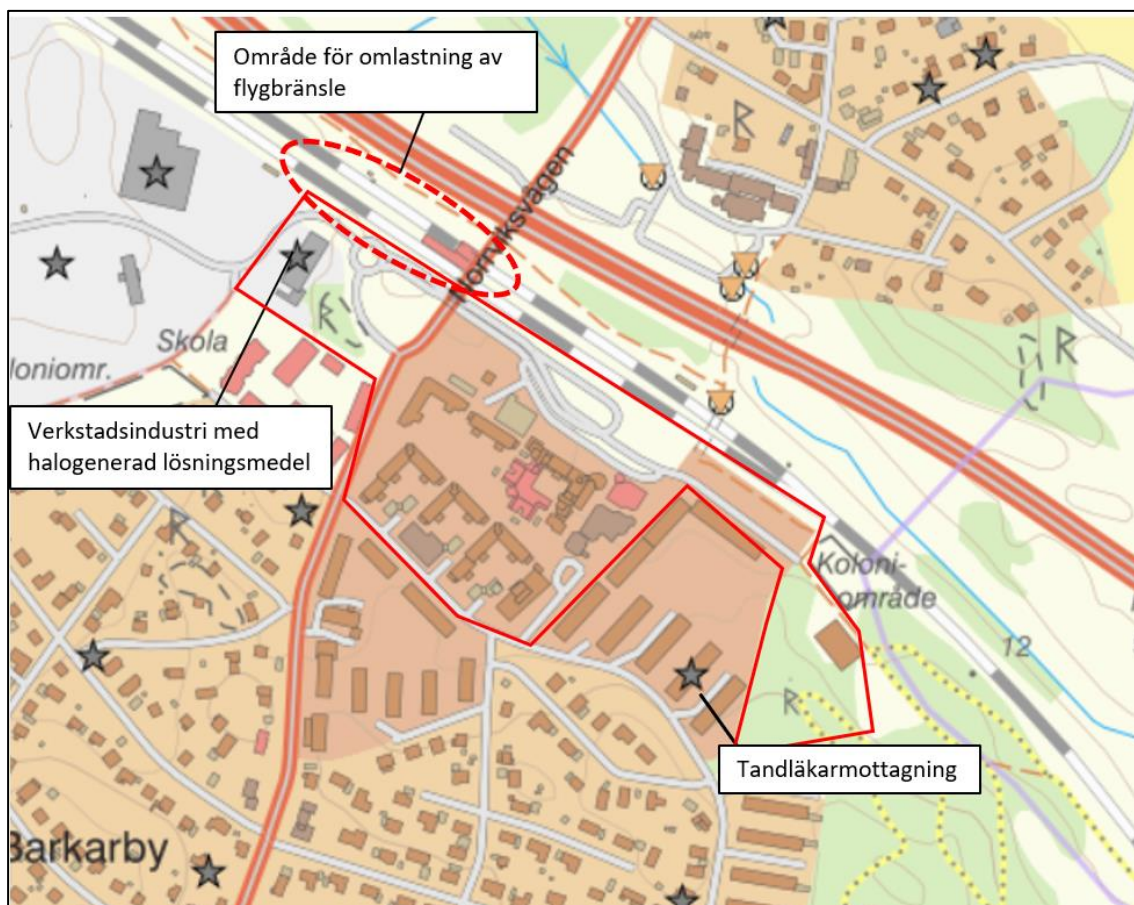 Område för omlastning av
flygbränsle
Norrviksvägen
Skola
loniomr.
Verkstadsindustri med
halogenerad lösningsmedel
Koloni-
område
12
Tandläkarmottagning
Barkarby